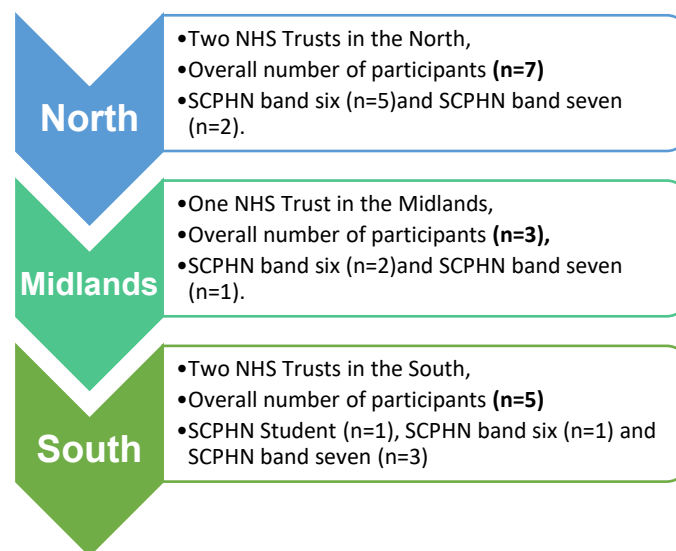 North
•Two NHS Trusts in the North,
•Overall number of participants (n=7)
•SCPHN band six (n=5)and SCPHN band seven
(n=2).
Midlands
•One NHS Trust in the Midlands,
•Overall number of participants (n=3),
•SCPHN band six (n=2)and SCPHN band seven
(n=1).
South
•Two NHS Trusts in the South,
•Overall number of participants (n=5)
•SCPHN Student (n=1), SCPHN band six (n=1) and
SCPHN band seven (n=3)